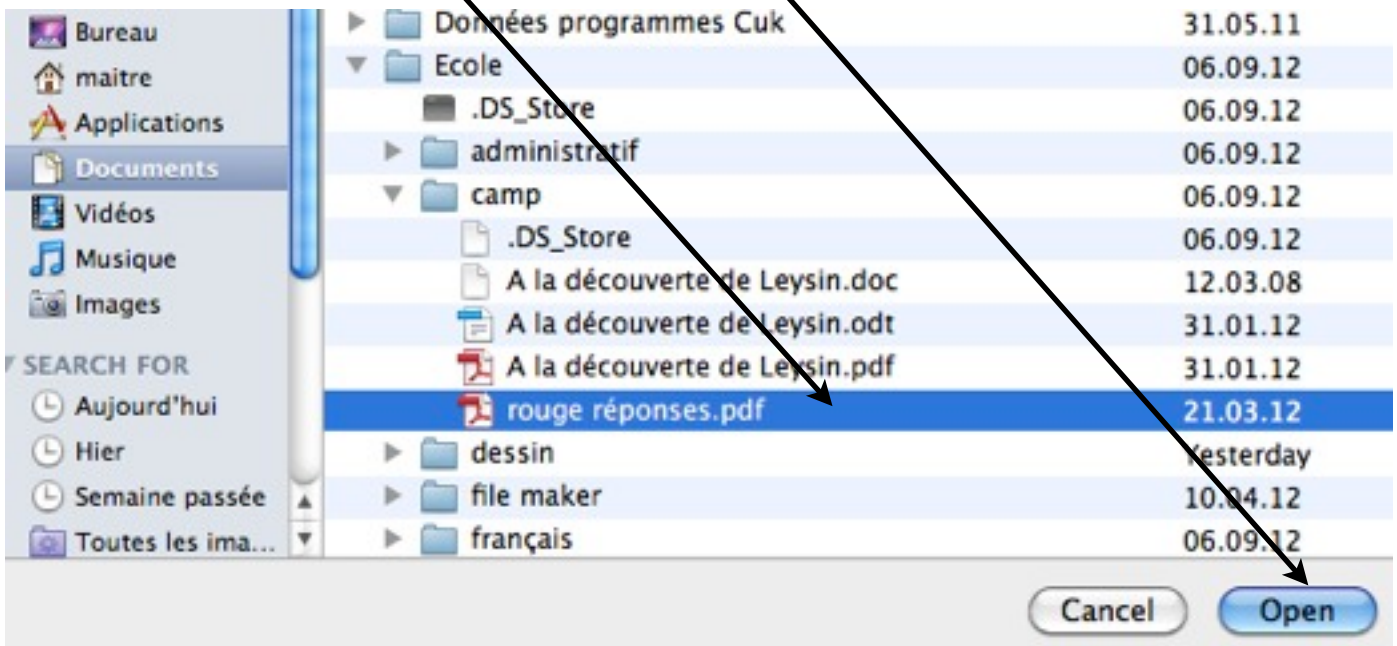 Bureau
maitre
Applications
Documents
Vidéos
Musique
Images
SEARCH FOR
Aujourd'hui
Hier
Semaine passée
Toutes les ima...
Données programmes Cuk 31.05.11
Ecole 06.09.12
.DS_Store 06.09.12
administratif 06.09.12
camp 06.09.12
.DS_Store 06.09.12
A la découverte de Leysin.doc 12.03.08
A la découverte de Leysin.odt 31.01.12
A la découverte de Leysin.pdf 31.01.12
rouge réponses.pdf 21.03.12
dessin Yesterday
file maker 10.04.12
français 06.09.12
Cancel Open